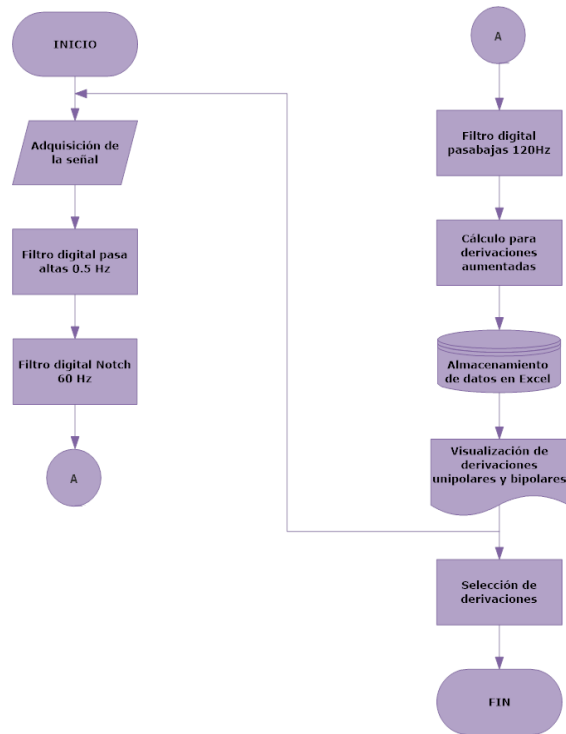 INICIO
Adquisición de
la señal
Filtro digital pasa
altas 0.5 Hz
Filtro digital Notch
60 Hz
A
A
Filtro digital
pasabajas 120Hz
Cálculo para
derivaciones
aumentadas
Almacenamiento
de datos en Excel
Visualización de
derivaciones
unipolares y bipolares
Selección de
derivaciones
FIN